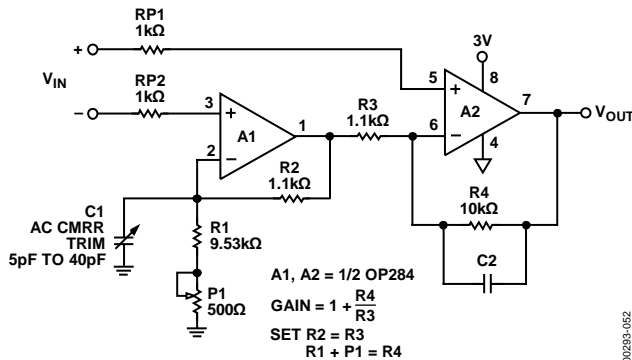 RP1
1kΩ
+
3V
VIN
RP2
1kΩ
5
+
8
A2
7
VOUT
R3
1.1kΩ
6
−
4
−
3
+
A1
1
2
−
R2
1.1kΩ
R4
10kΩ
C1
AC CMRR
TRIM
5pF TO 40pF
R1
9.53kΩ
C2
P1
500Ω
A1, A2 = 1/2 OP284
GAIN = 1 + R4
R3
SET R2 = R3
R1 + P1 = R4
00293-052